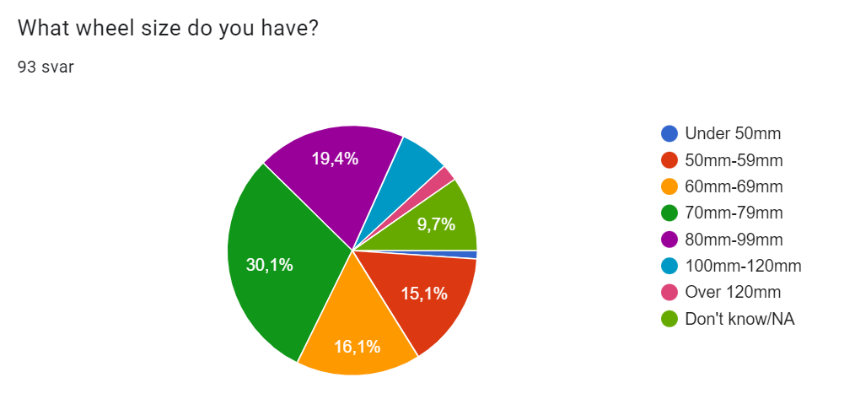 What wheel size do you have?
93 svar
19,4%
9,7%
30,1%
15,1%
16,1%
Under 50mm
50mm-59mm
60mm-69mm
70mm-79mm
80mm-99mm
100mm-120mm
Over 120mm
Don't know/NA